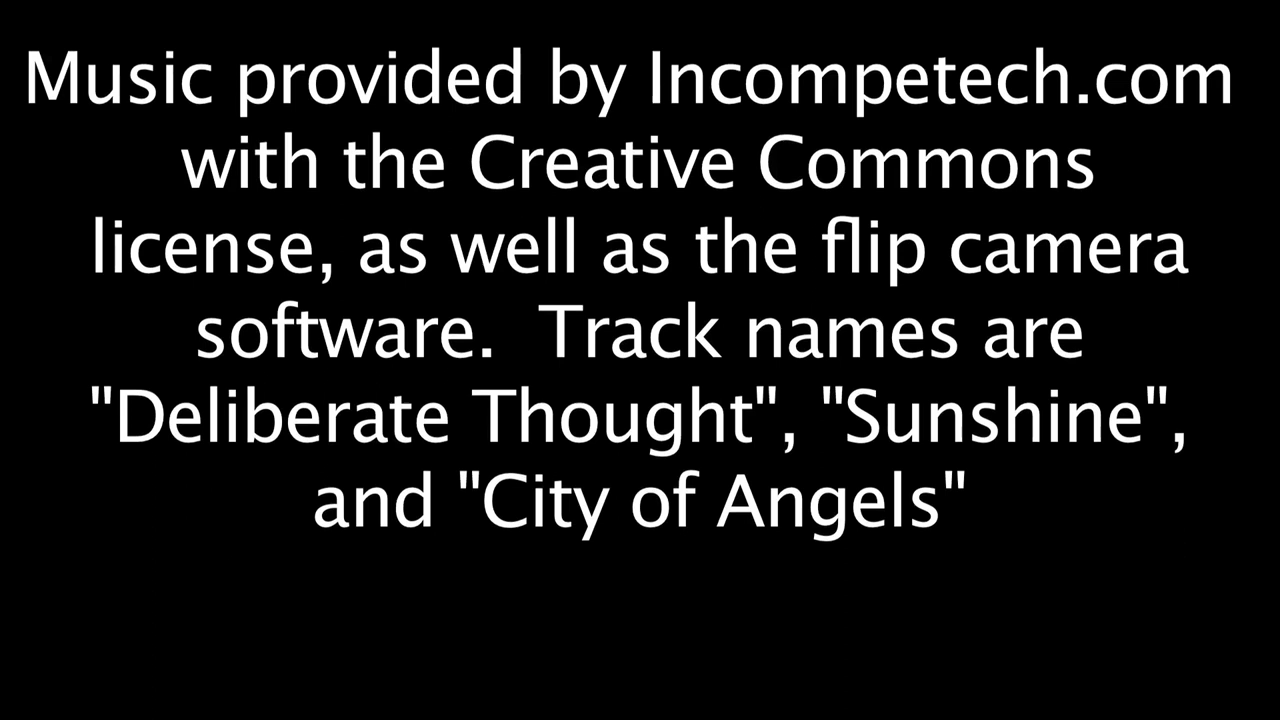 Music provided by Incompetech.com
with the Creative Commons
license, as well as the flip camera
software.  Track names are
"Deliberate Thought", "Sunshine",
and "City of Angels"